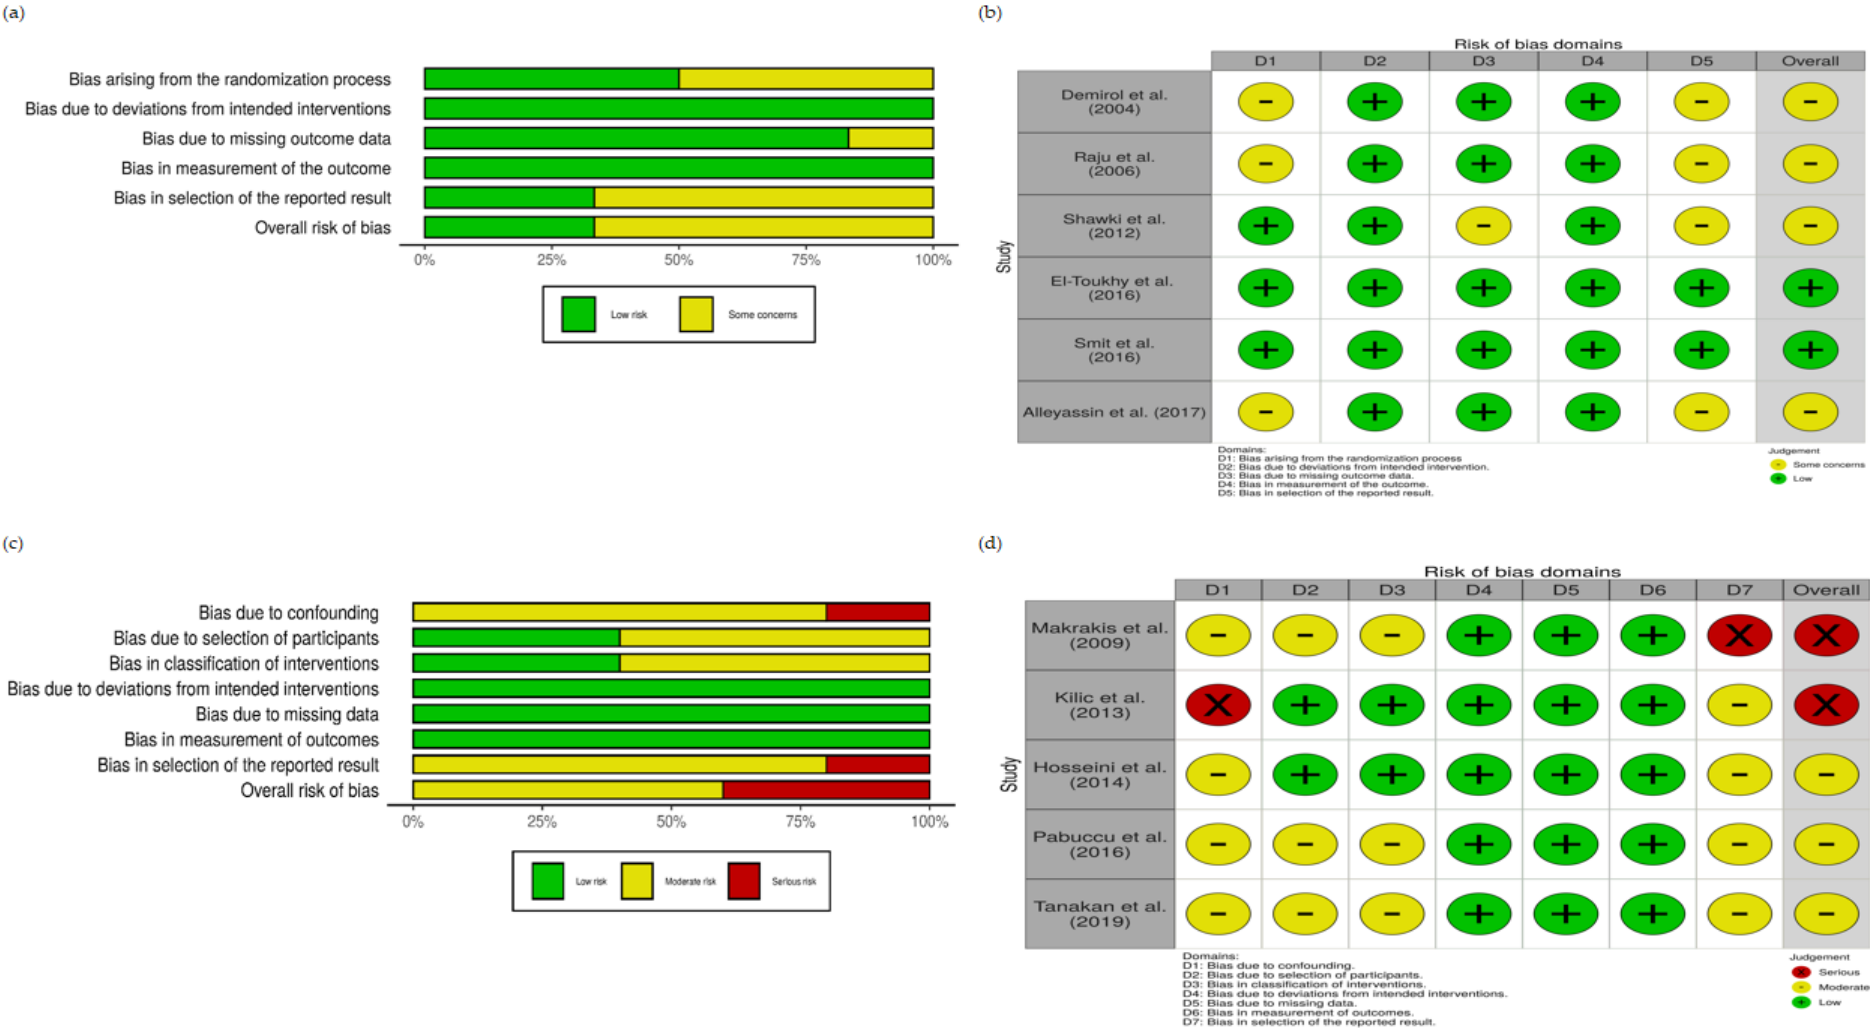 (a)
Bias arising from the randomization process
Bias due to deviations from intended interventions
Bias due to missing outcome data
Bias in measurement of the outcome
Bias in selection of the reported result
Overall risk of bias
0% 25% 50% 75% 100%
Low risk Some concerns
(b)
Risk of bias domains
D1 D2 D3 D4 D5 Overall
Study
Demirol et al.
(2004)
- + + + - -
Raju et al.
(2006)
- + + + - -
Shawki et al.
(2012)
+ + - + - -
El-Toukhy et al.
(2016)
+ + + + + +
Smit et al.
(2016)
+ + + + + +
Alleyassin et al. (2017)
- + + + - -
Domains:
D1: Bias arising from the randomization process
D2: Bias due to deviations from intended intervention.
D3: Bias due to missing outcome data.
D4: Bias in measurement of the outcome.
D5: Bias in selection of the reported result.
Judgement
- Some concerns
+ Low
(c)
Bias due to confounding
Bias due to selection of participants
Bias in classification of interventions
Bias due to deviations from intended interventions
Bias due to missing data
Bias in measurement of outcomes
Bias in selection of the reported result
Overall risk of bias
0% 25% 50% 75% 100%
Low risk Moderate risk Serious risk
(d)
Risk of bias domains
D1 D2 D3 D4 D5 D6 D7 Overall
Study
Makrakis et al.
(2009)
- - - + + + X X
Kilic et al.
(2013)
X + + + + + - X
Hosseini et al.
(2014)
- + + + + + - -
Pabuccu et al.
(2016)
- - - + + + - -
Tanakan et al.
(2019)
- - - + + + - -
Domains:
D1: Bias due to confounding.
D2: Bias due to selection of participants.
D3: Bias in classification of interventions.
D4: Bias due to deviations from intended interventions.
D5: Bias due to missing data.
D6: Bias in measurement of outcomes.
D7: Bias in selection of the reported result.
Judgement
X Serious
- Moderate
+ Low